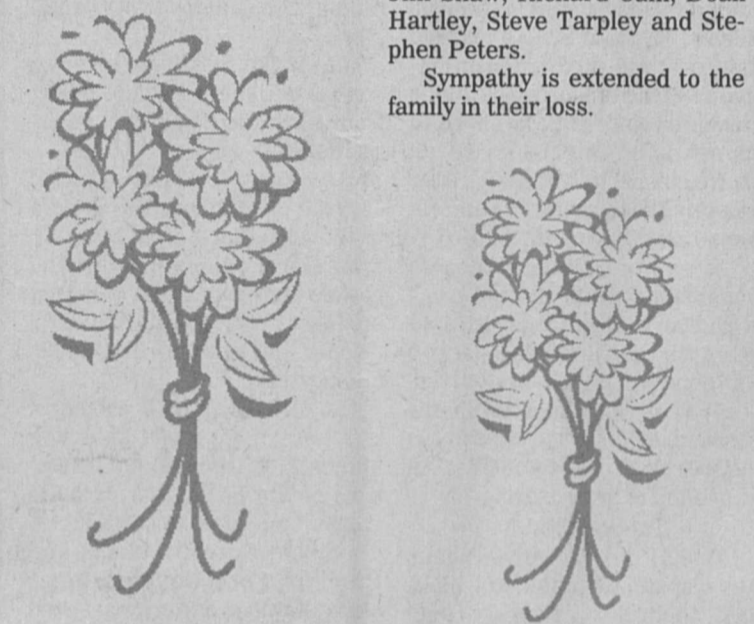 Hartley, Steve Tarpley and Ste-
phen Peters.
Sympathy is extended to the
family in their loss.